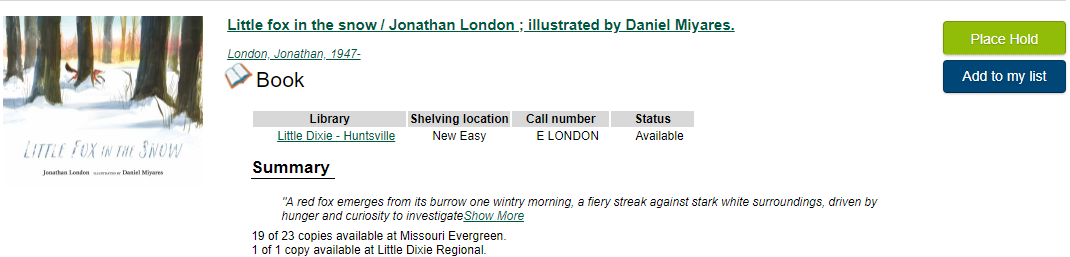 Little fox in the snow / Jonathan London ; illustrated by Daniel Miyares.
London, Jonathan, 1947-
Book
Place Hold
Add to my list
LITTLE FOX IN THE SNOW
Jonathan London ILLUSTRATED BY Daniel Miyares
Library Shelving location Call number Status
Little Dixie - Huntsville New Easy E LONDON Available
Summary
"A red fox emerges from its burrow one wintry morning, a fiery streak against stark white surroundings, driven by
hunger and curiosity to investigateShow More
19 of 23 copies available at Missouri Evergreen.
1 of 1 copy available at Little Dixie Regional.